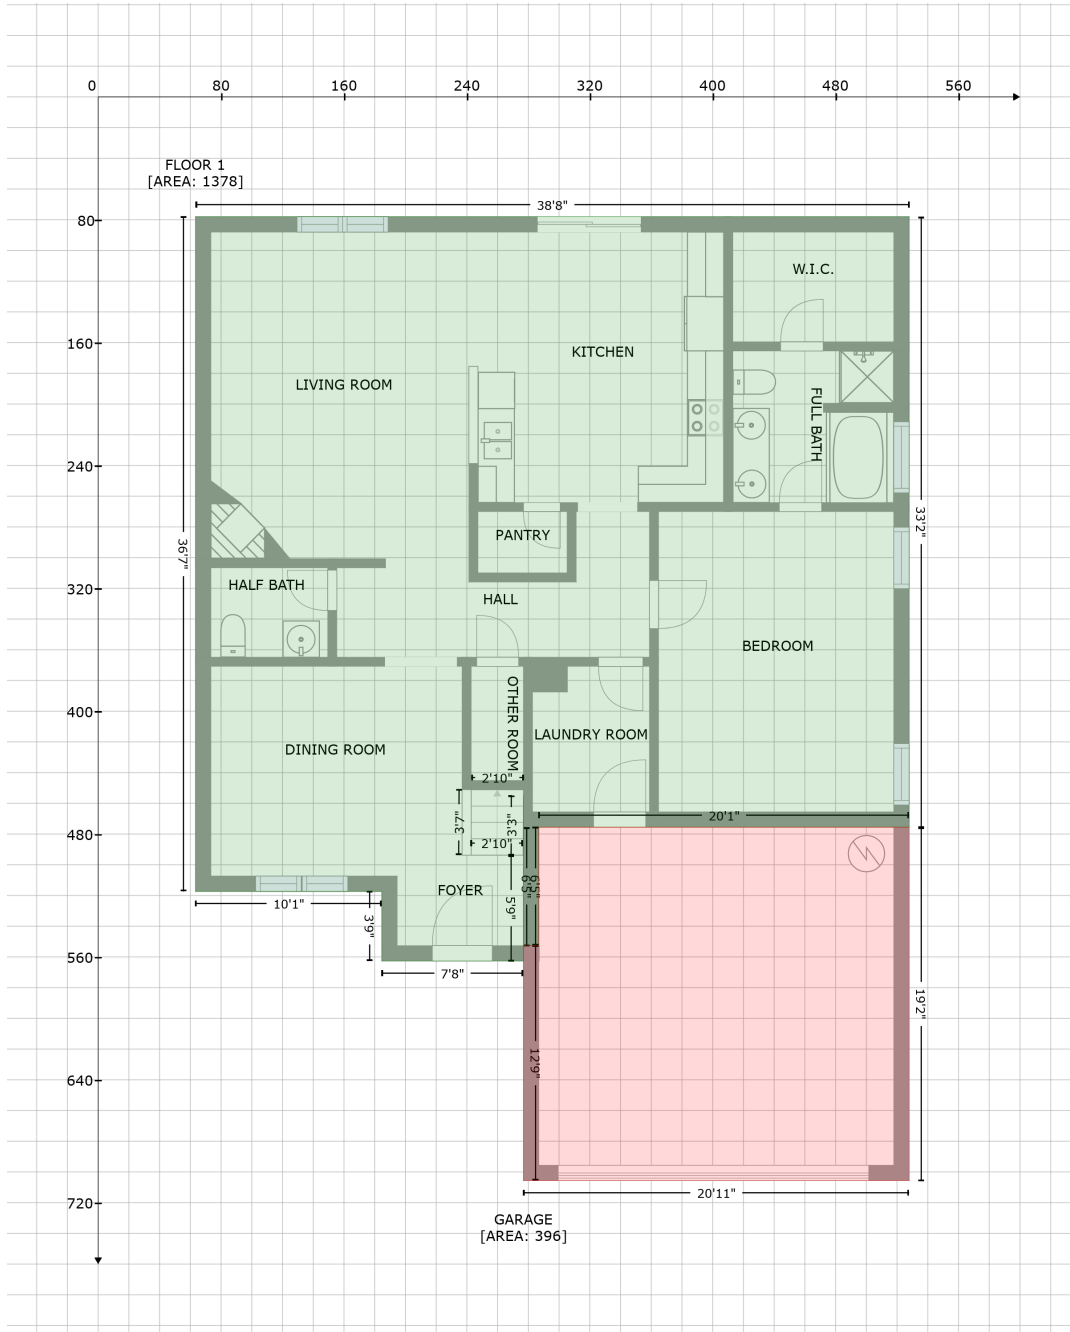 0
80
160
240
320
400
480
560
FLOOR 1
[AREA: 1378]
38'8"
80
W.I.C.
160
KITCHEN
LIVING ROOM
FULL BATH
240
33'2"
PANTRY
36'7"
HALF BATH
320
HALL
BEDROOM
OTHER ROOM
400
LAUNDRY ROOM
DINING ROOM
2'10"
20'1"
3'7"
3'3"
480
2'10"
6'5"
6'5"
FOYER
10'1"
5'9"
3'9"
560
7'8"
19'2"
12'9"
640
20'11"
720
GARAGE
[AREA: 396]